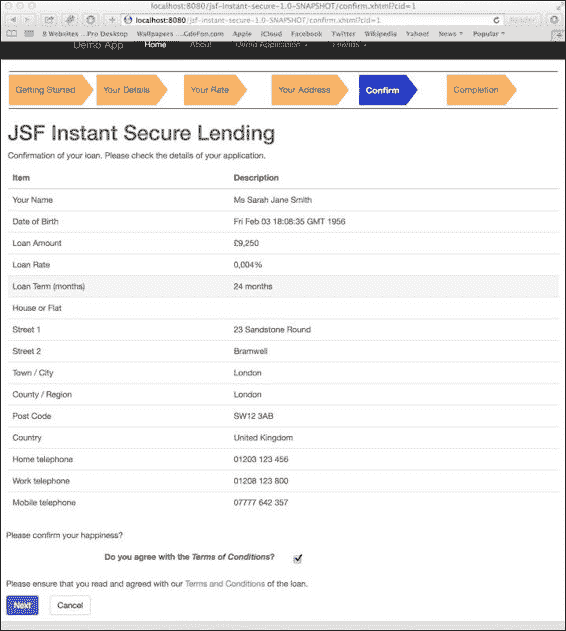 localhost:8080/jsf-instant-secure-1.0-SNAPSHOT/confirm.xhtml?cid=1
localhost:8080/jsf-instant-secure-1.0-SNAPSHOT/confirm.xhtml?cid=1 Reader
8 Websites ...Pro Desktop Wallpapers ...GdeFon.com Apple iCloud Facebook Twitter Wikipedia Yahoo! News Popular
Demo App Home About
Getting Started Your Details Your Rate Your Address Confirm Completion
JSF Instant Secure Lending
Confirmation of your loan. Please check the details of your application.
Item Description
Your Name Ms Sarah Jane Smith
Date of Birth Fri Feb 03 18:08:35 GMT 1956
Loan Amount £9,250
Loan Rate 0,004%
Loan Term (months) 24 months
House or Flat
Street 1 23 Sandstone Round
Street 2 Bramwell
Town / City London
County / Region London
Post Code SW12 3AB
Country United Kingdom
Home telephone 01203 123 456
Work telephone 01208 123 800
Mobile telephone 07777 642 357
Please confirm your happiness?
Do you agree with the Terms of Conditions?
Please ensure that you read and agreed with our Terms and Conditions of the loan.
Next Cancel